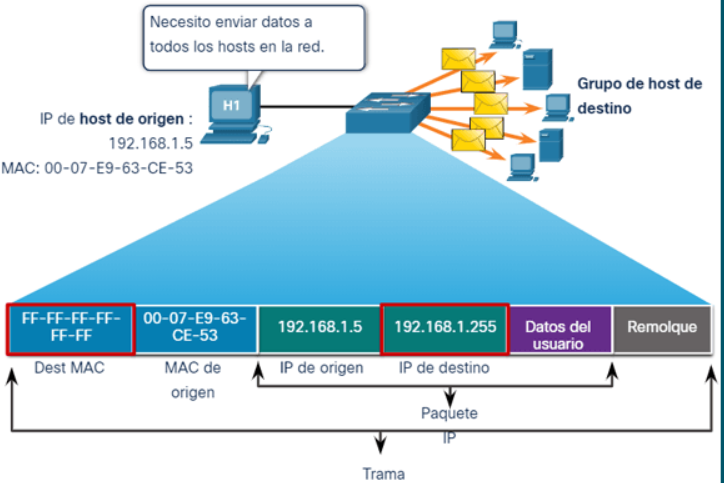 Necesito enviar datos a
todos los hosts en la red.
H1
IP de host de origen :
192.168.1.5
MAC: 00-07-E9-63-CE-53
Grupo de host de
destino
FF-FF-FF-FF-
FF-FF
00-07-E9-63-
CE-53
192.168.1.5
192.168.1.255
Datos del
usuario
Remolque
Dest MAC
MAC de
origen
IP de origen
IP de destino
Paquete
IP
Trama